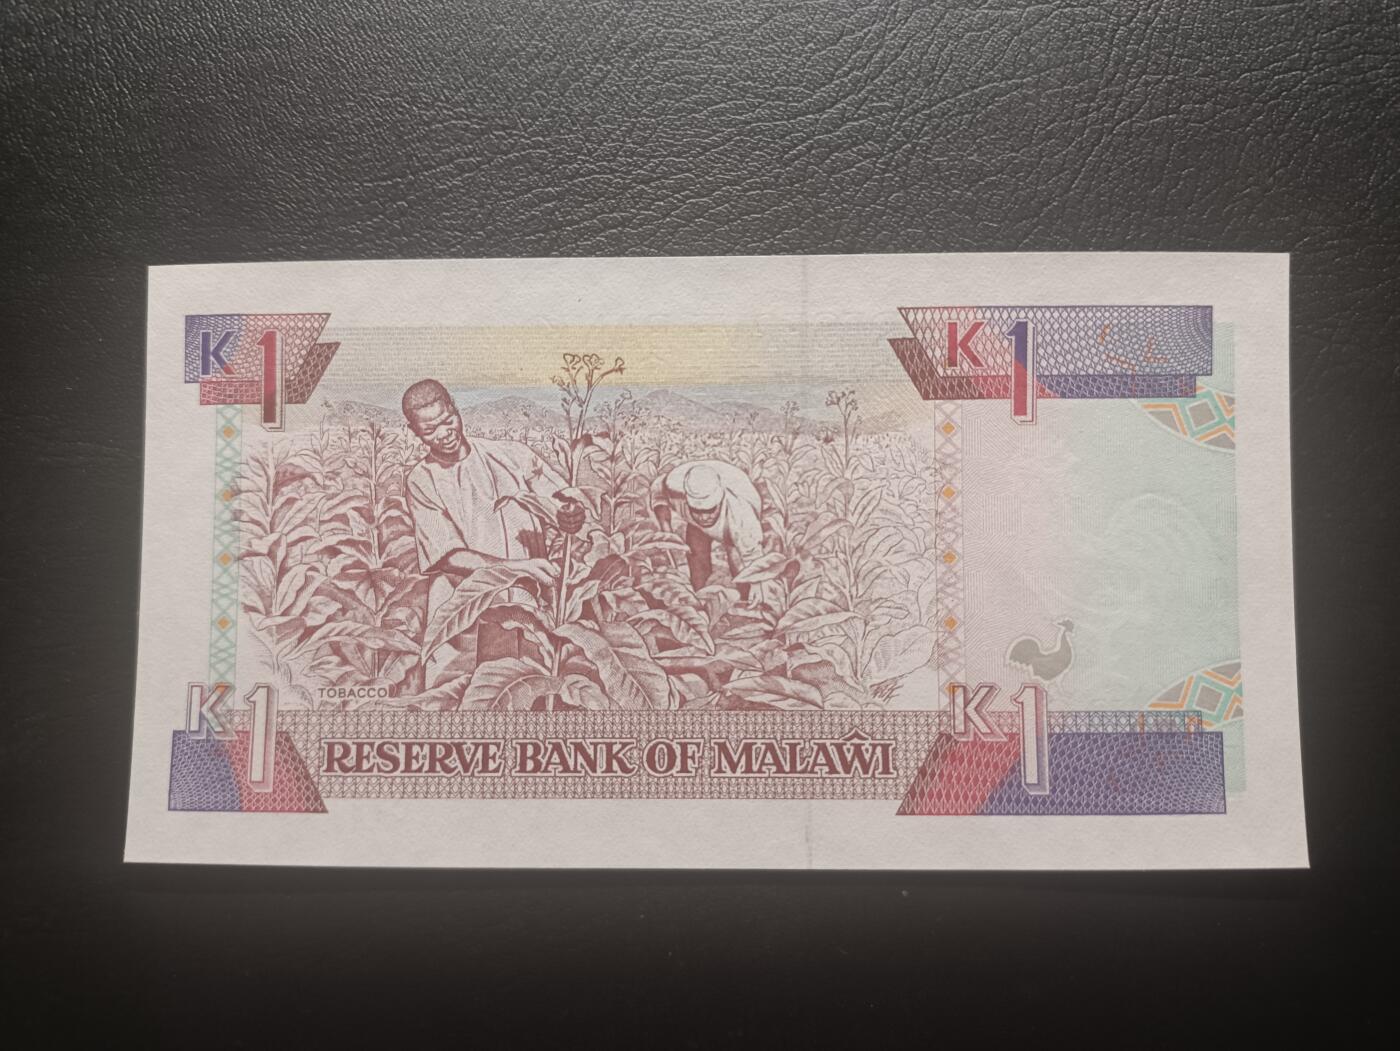 K1 K1
TOBACCO
K1 K1
RESERVE BANK OF MALAŴI